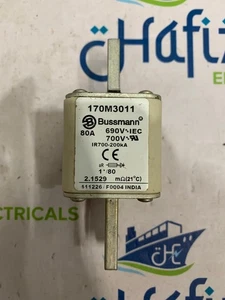 Hafiz
ELECTRICALS
170M3011
Bussmann
80A
690V~IEC
700V~
IR700-200kA
CE
1*/80
2.1529 mΩ(21°C)
111226/F0004 INDIA